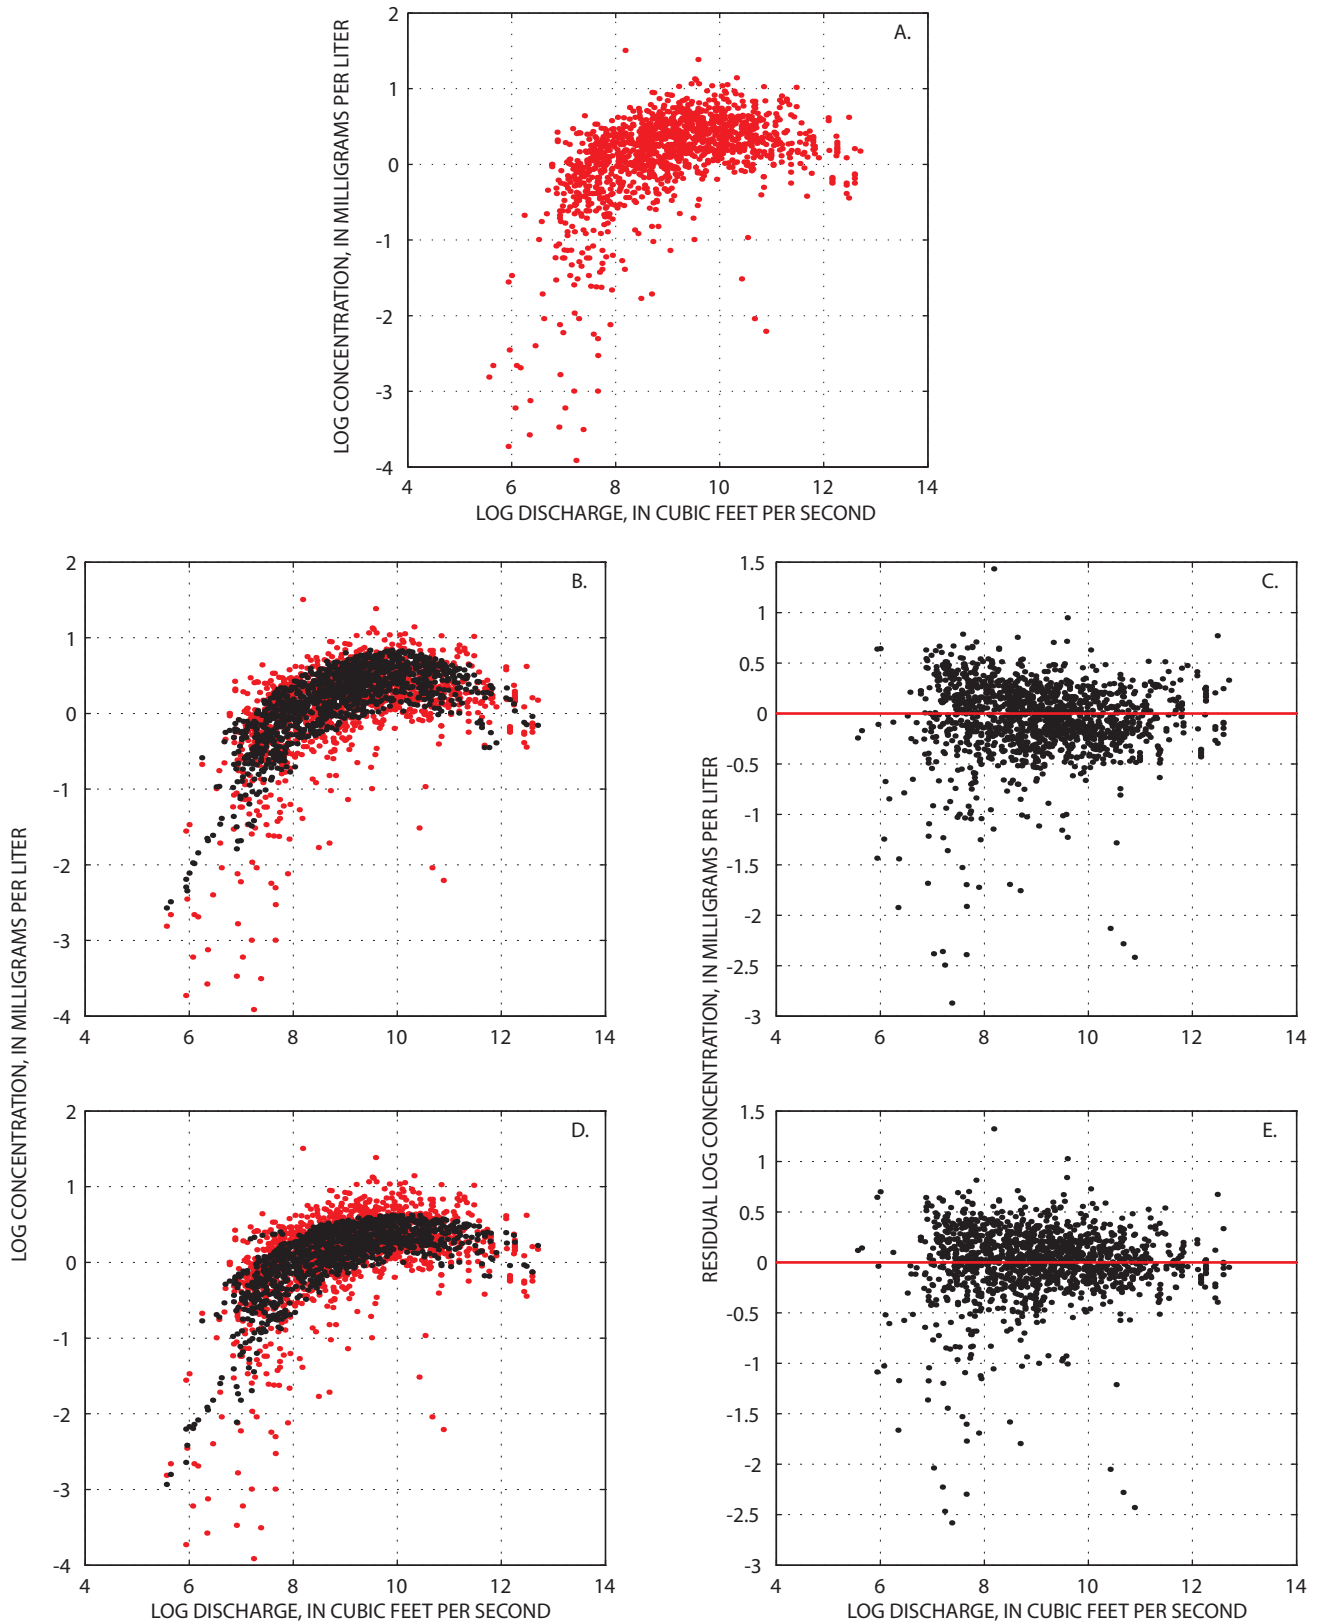 LOG CONCENTRATION, IN MILLIGRAMS PER LITER
A.
2
1
0
-1
-2
-3
-4
4 6 8 10 12 14
LOG DISCHARGE, IN CUBIC FEET PER SECOND
LOG CONCENTRATION, IN MILLIGRAMS PER LITER
B.
2
1
0
-1
-2
-3
-4
4 6 8 10 12 14
RESIDUAL LOG CONCENTRATION, IN MILLIGRAMS PER LITER
C.
1.5
1
0.5
0
-0.5
-1
-1.5
-2
-2.5
-3
4 6 8 10 12 14
D.
2
1
0
-1
-2
-3
-4
4 6 8 10 12 14
LOG DISCHARGE, IN CUBIC FEET PER SECOND
E.
1.5
1
0.5
0
-0.5
-1
-1.5
-2
-2.5
-3
4 6 8 10 12 14
LOG DISCHARGE, IN CUBIC FEET PER SECOND